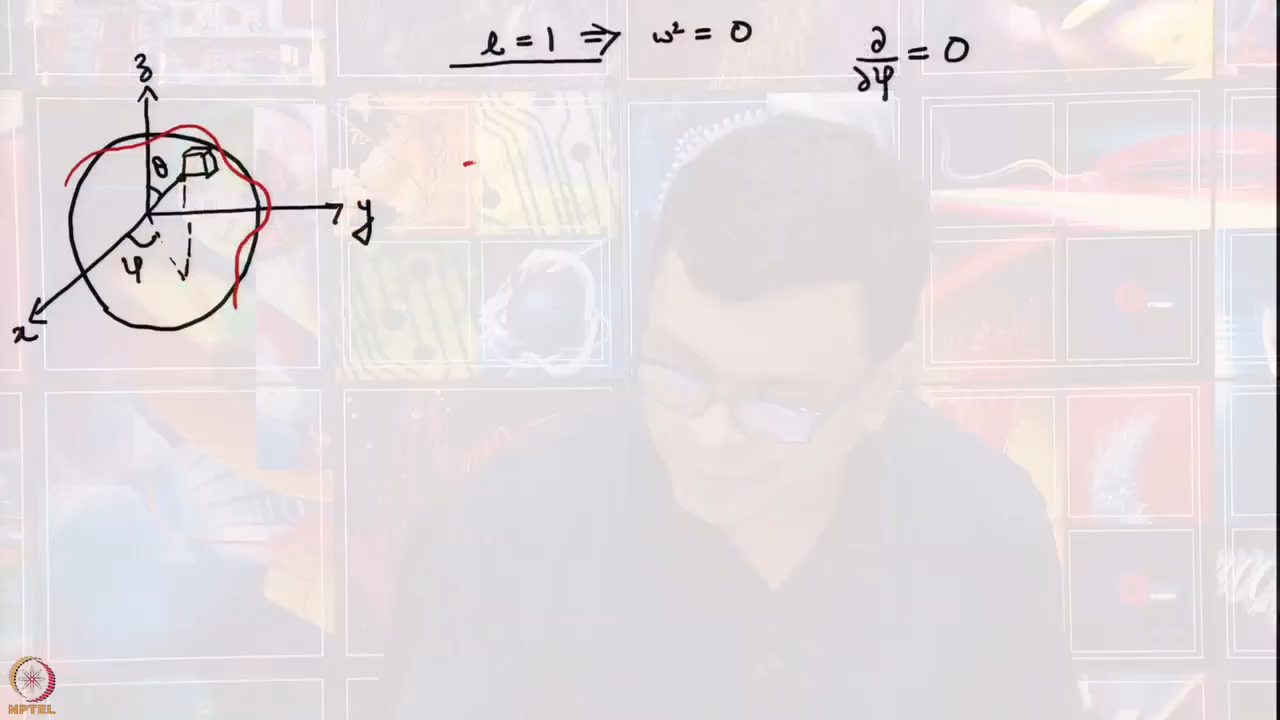 l = 1 ⇒ ω² = 0
∂/∂φ = 0
z
θ
y
φ
x
NPTEL